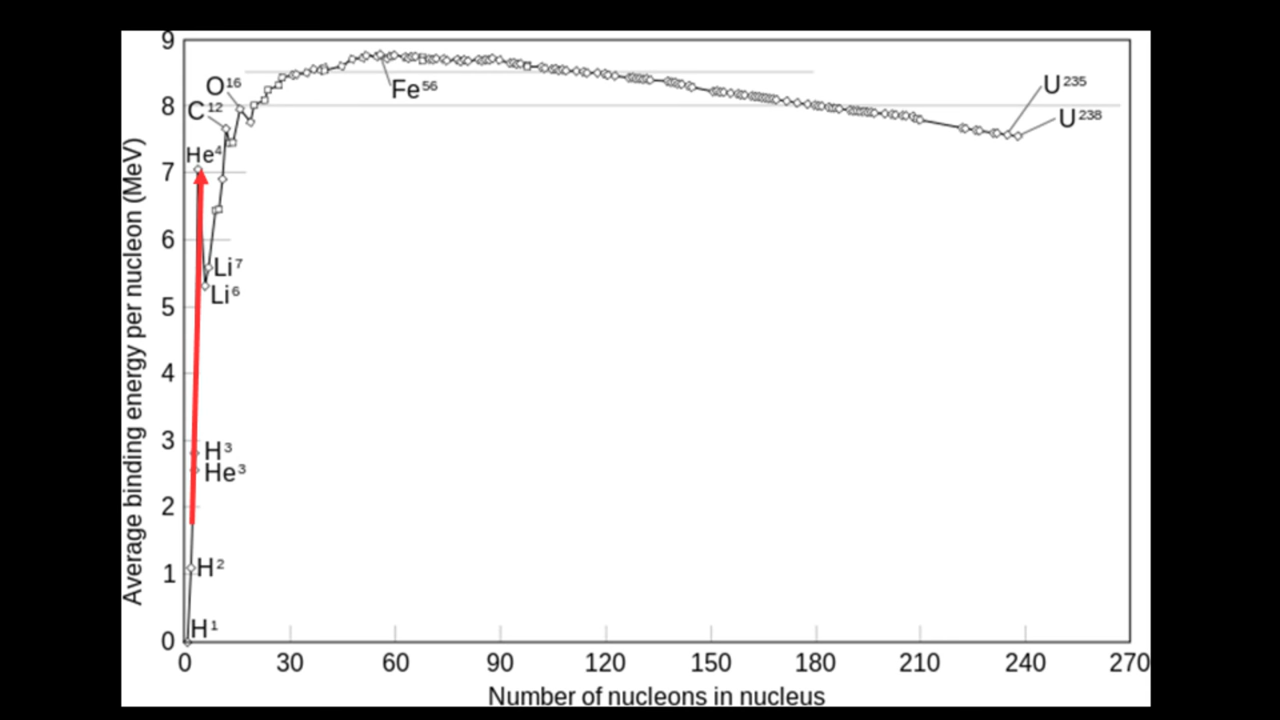 9
O¹⁶
Fe⁵⁶
U²³⁵
C¹²
8
U²³⁸
He⁴
7
6
Li⁷
Li⁶
5
4
3
H³
He³
2
1
H²
H¹
0
0 30 60 90 120 150 180 210 240 270
Number of nucleons in nucleus
Average binding energy per nucleon (MeV)